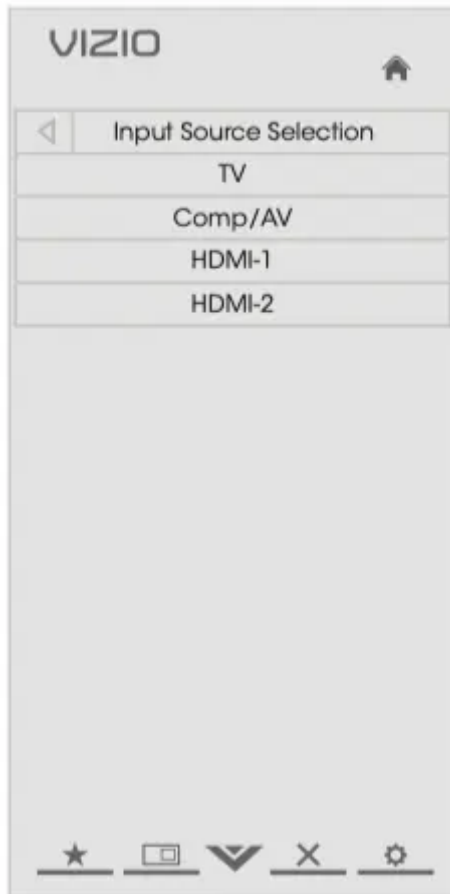 VIZIO
Input Source Selection
TV
Comp/AV
HDMI-1
HDMI-2